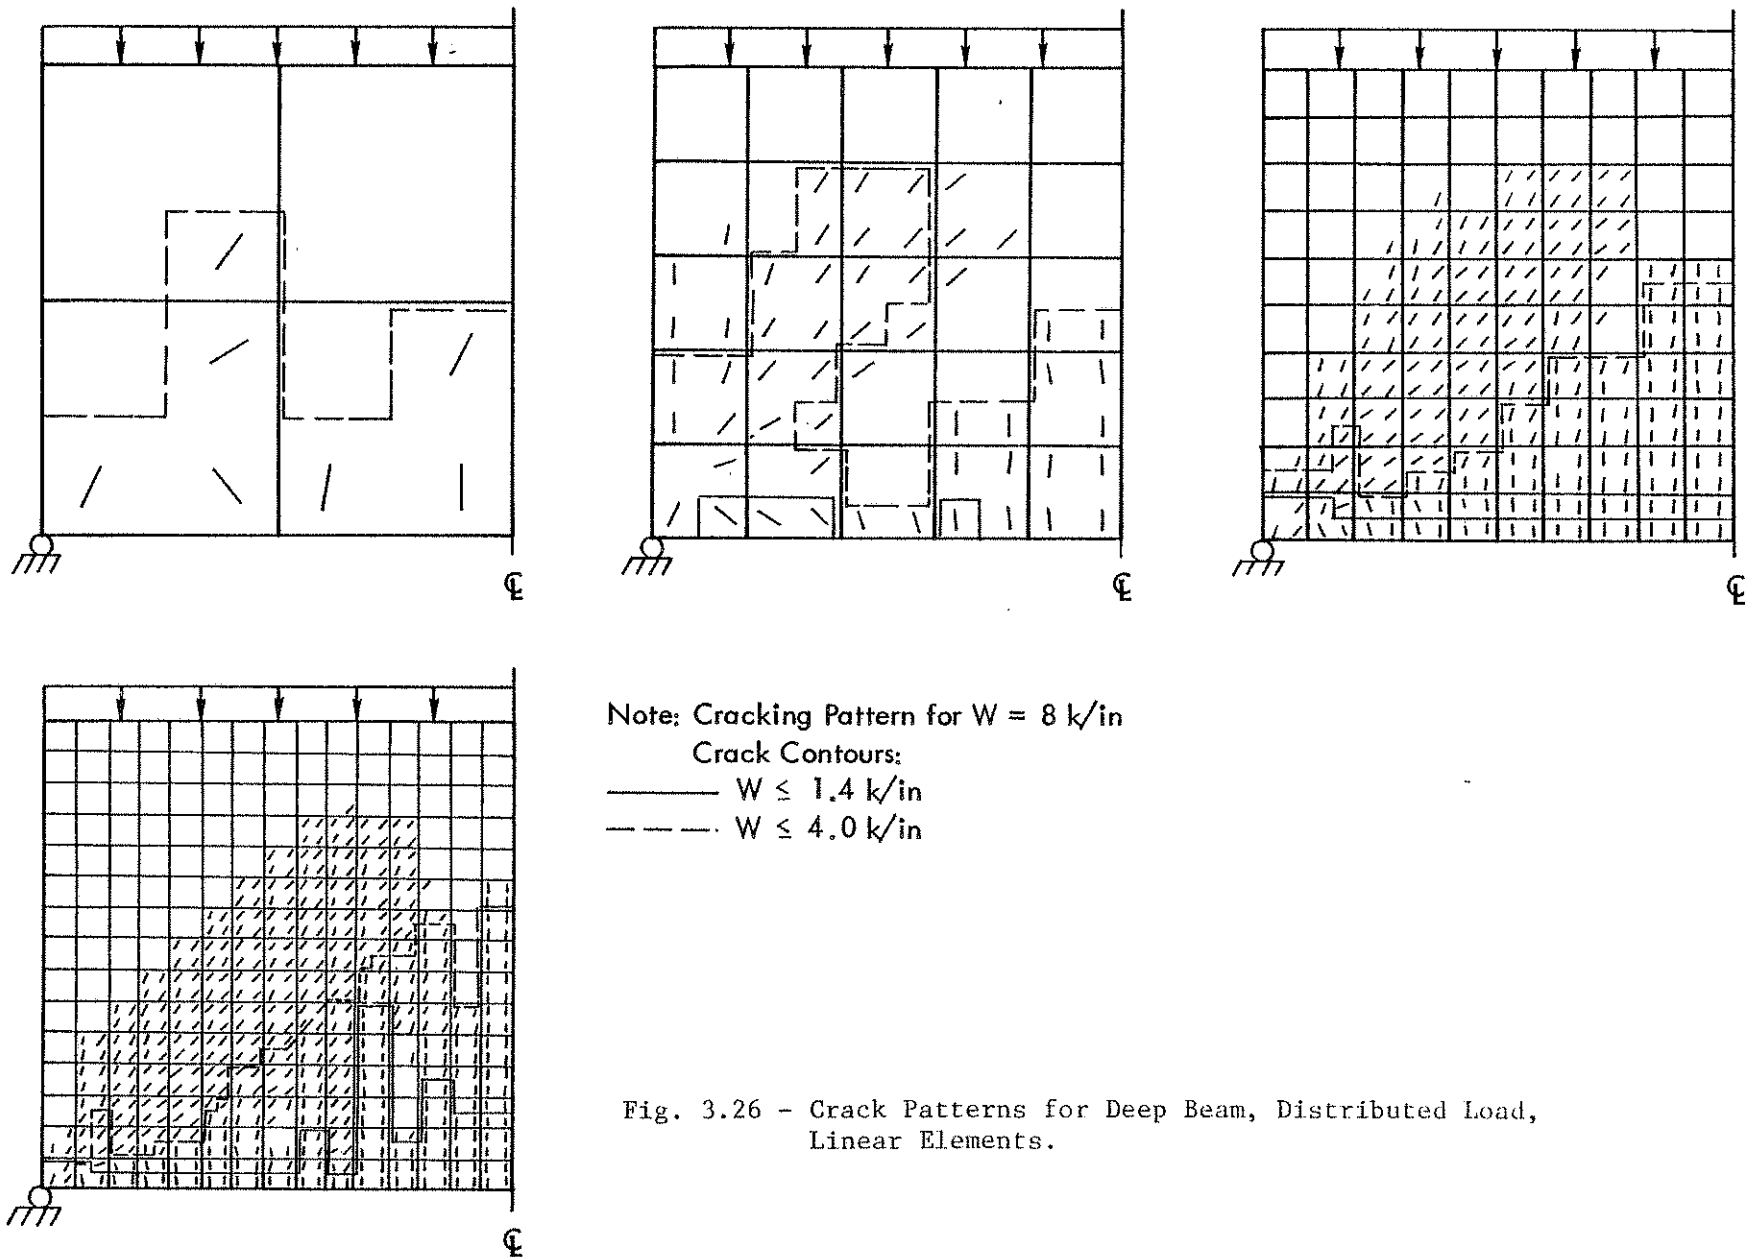 ℄
℄
℄
℄
Note: Cracking Pattern for W = 8 k/in
Crack Contours:
W ≤ 1.4 k/in
W ≤ 4.0 k/in
Fig. 3.26 - Crack Patterns for Deep Beam, Distributed Load,
Linear Elements.